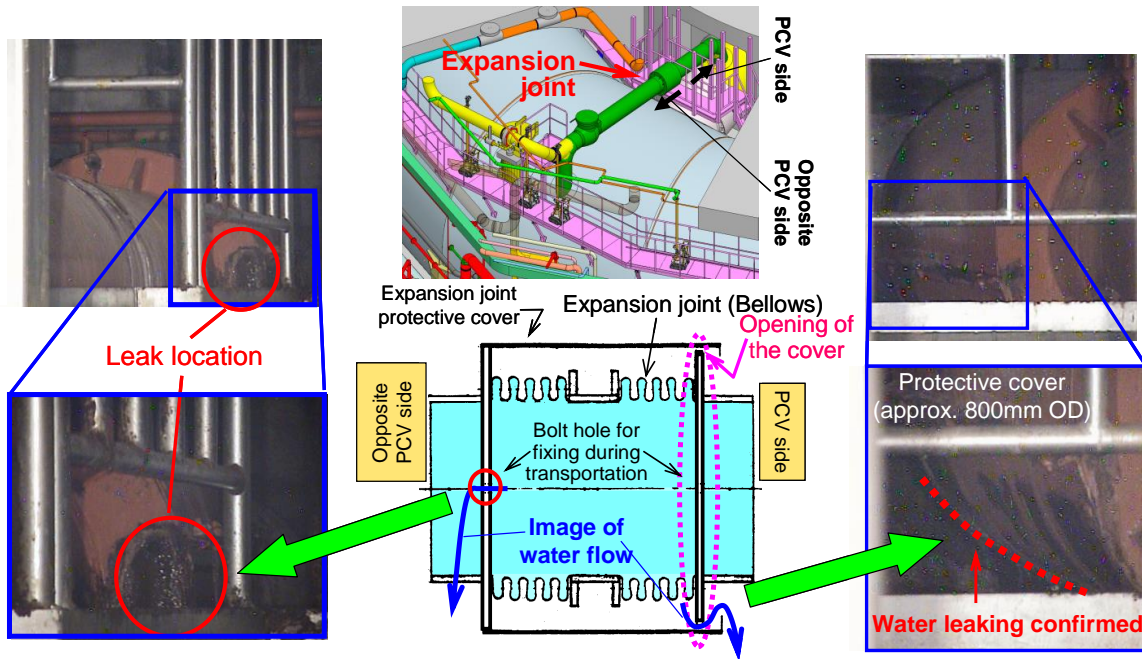 Expansion
joint
PCV side
Opposite
PCV side
Leak location
Expansion joint
protective cover
Expansion joint (Bellows)
Opening of
the cover
Opposite
PCV side
PCV side
Bolt hole for
fixing during
transportation
Image of
water flow
Protective cover
(approx. 800mm OD)
Water leaking confirmed